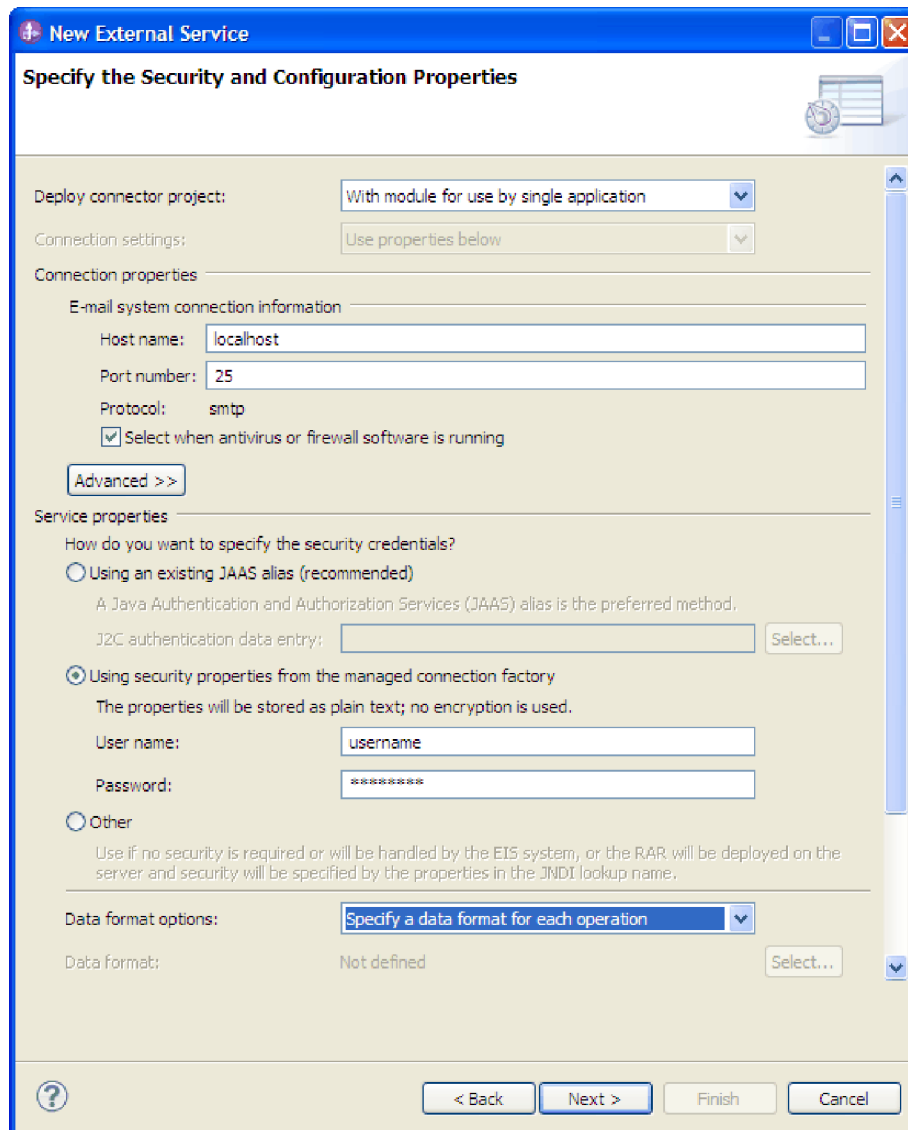 New External Service
Specify the Security and Configuration Properties
Deploy connector project: With module for use by single application
Connection settings: Use properties below
Connection properties
E-mail system connection information
Host name: localhost
Port number: 25
Protocol: smtp
Select when antivirus or firewall software is running
Advanced >>
Service properties
How do you want to specify the security credentials?
Using an existing JAAS alias (recommended)
A Java Authentication and Authorization Services (JAAS) alias is the preferred method.
J2C authentication data entry: Select...
Using security properties from the managed connection factory
The properties will be stored as plain text; no encryption is used.
User name: username
Password: ********
Other
Use if no security is required or will be handled by the EIS system, or the RAR will be deployed on the
server and security will be specified by the properties in the JNDI lookup name.
Data format options: Specify a data format for each operation
Data format: Not defined Select...
? < Back Next > Finish Cancel